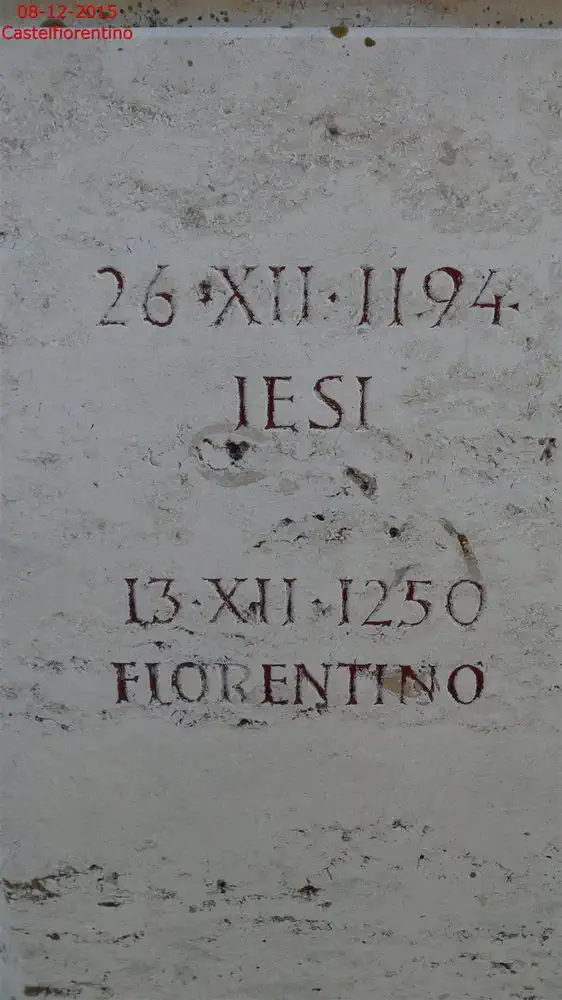 08-12-2015
Castelfiorentino
26·XII·1194·
IESI
13·XII·1250
FIORENTINO